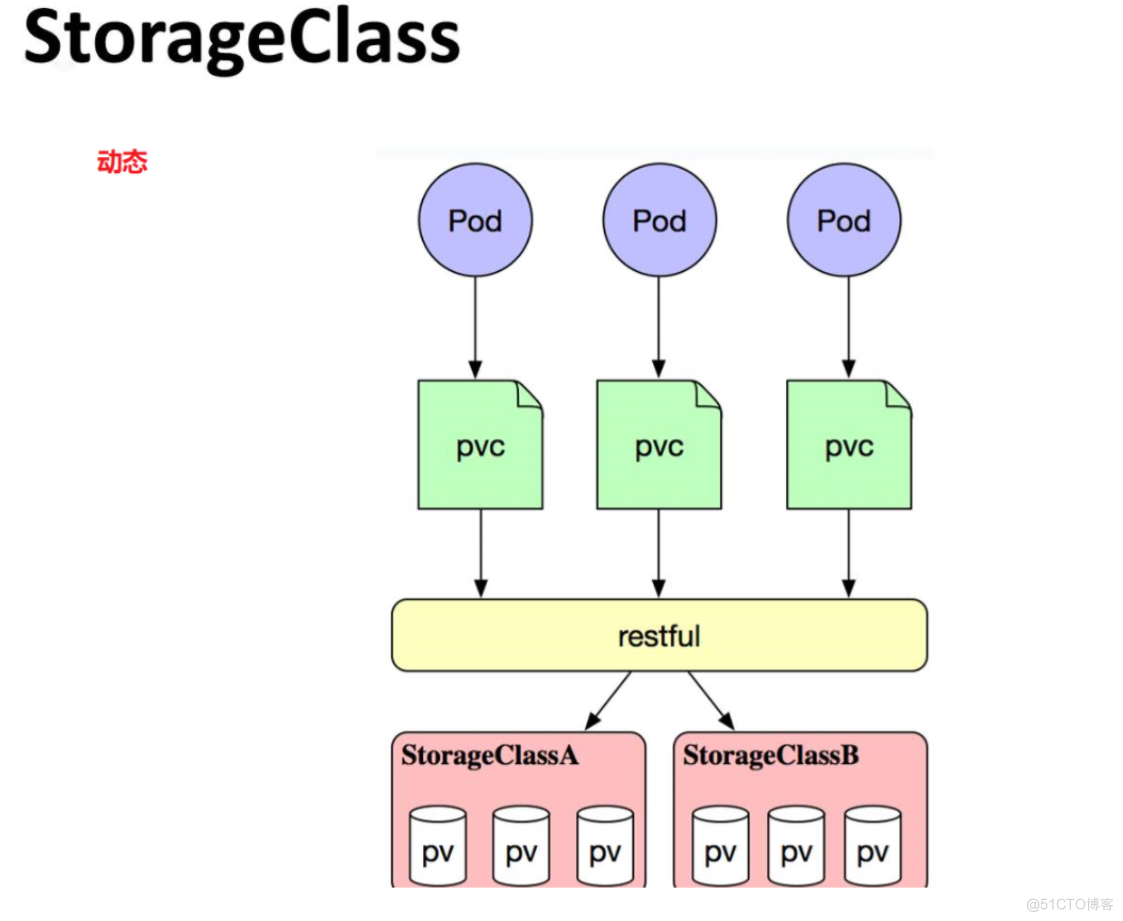 StorageClass
动态
Pod Pod Pod
pvc pvc pvc
restful
StorageClassA StorageClassB
pv pv pv pv pv pv
@51CTO博客